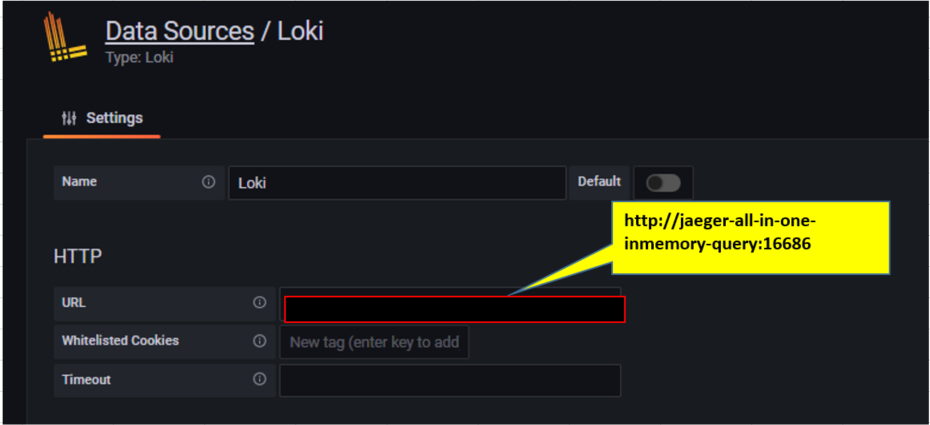 Data Sources / Loki
Type: Loki
Settings
Name
Loki
Default
http://jaeger-all-in-one-
inmemory-query:16686
HTTP
URL
Whitelisted Cookies
New tag (enter key to add
Timeout